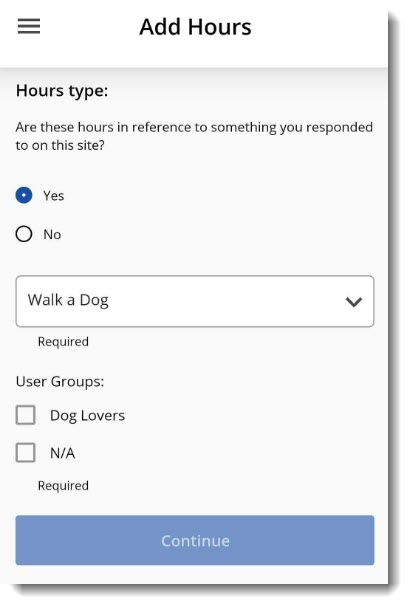 Add Hours
Hours type:
Are these hours in reference to something you responded
to on this site?
Yes
No
Walk a Dog
Required
User Groups:
Dog Lovers
N/A
Required
Continue